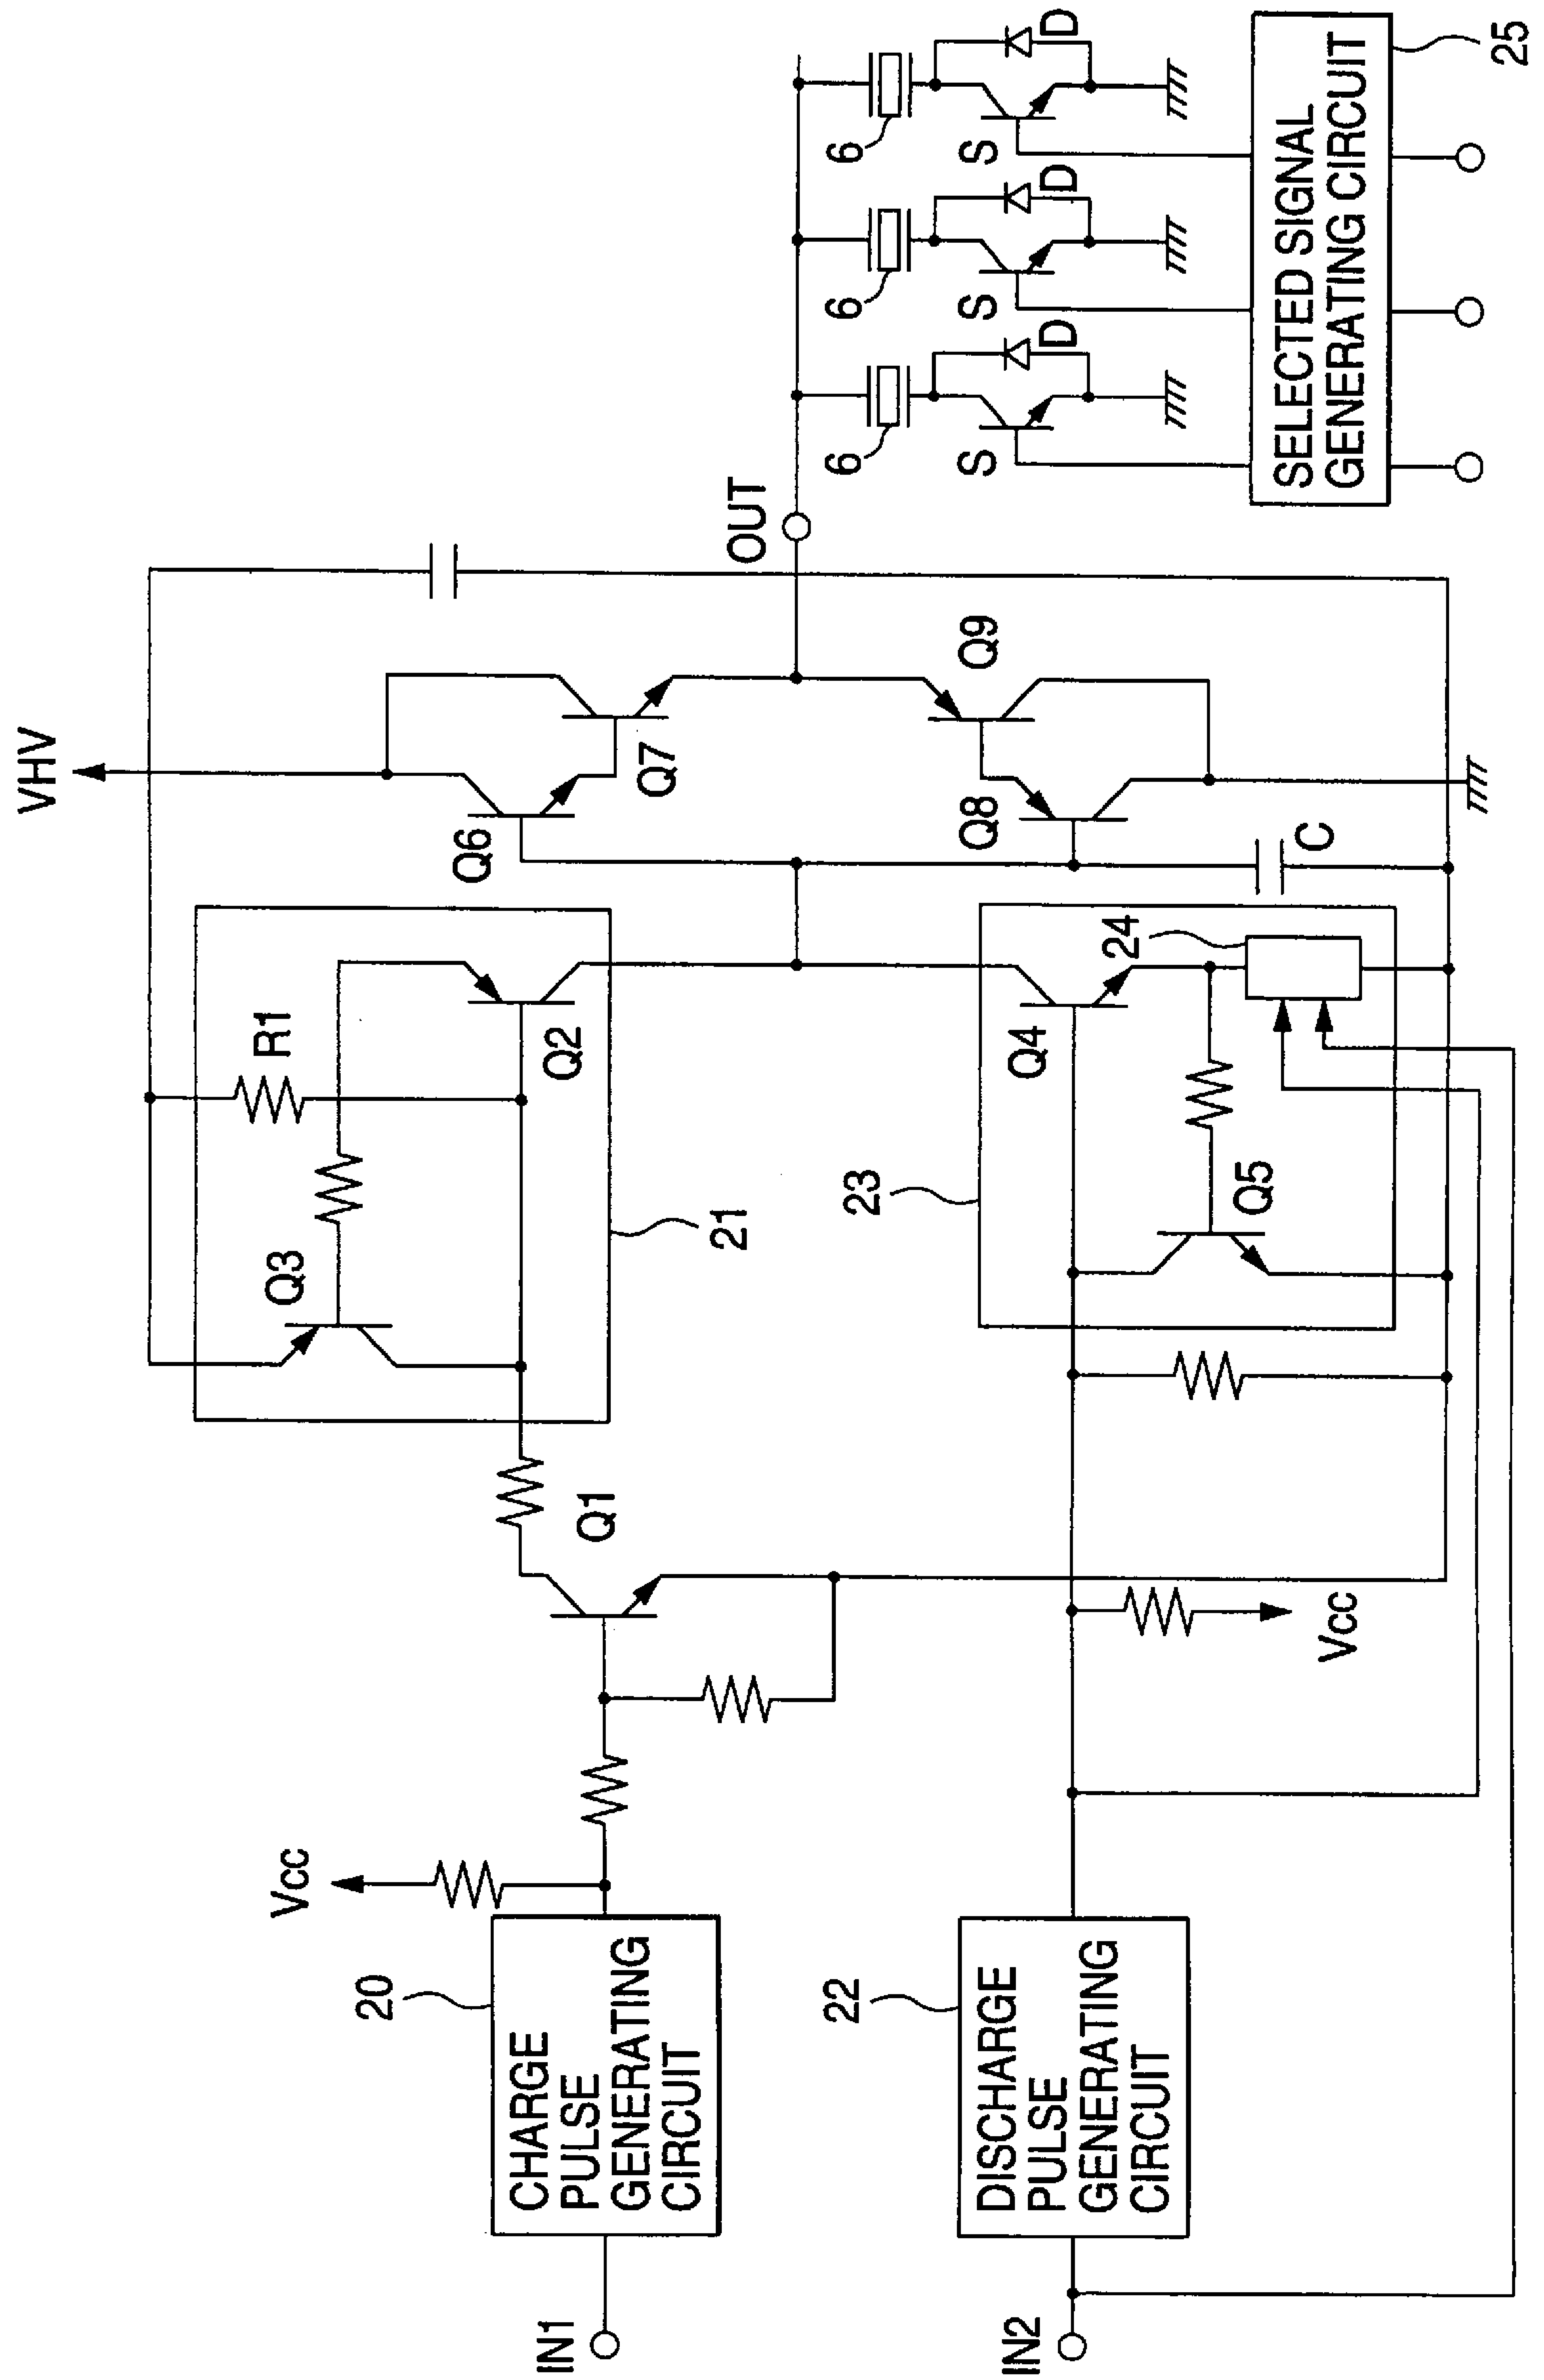 VHV
OUT
Q6
Q7
Q8
Q9
C
R1
Q2
Q3
21
Q1
Vcc
20
CHARGE
PULSE
GENERATING
CIRCUIT
IN1
23
24
Q4
Q5
Vcc
22
DISCHARGE
PULSE
GENERATING
CIRCUIT
IN2
6
S
D
6
S
D
6
S
D
SELECTED SIGNAL
GENERATING CIRCUIT
25